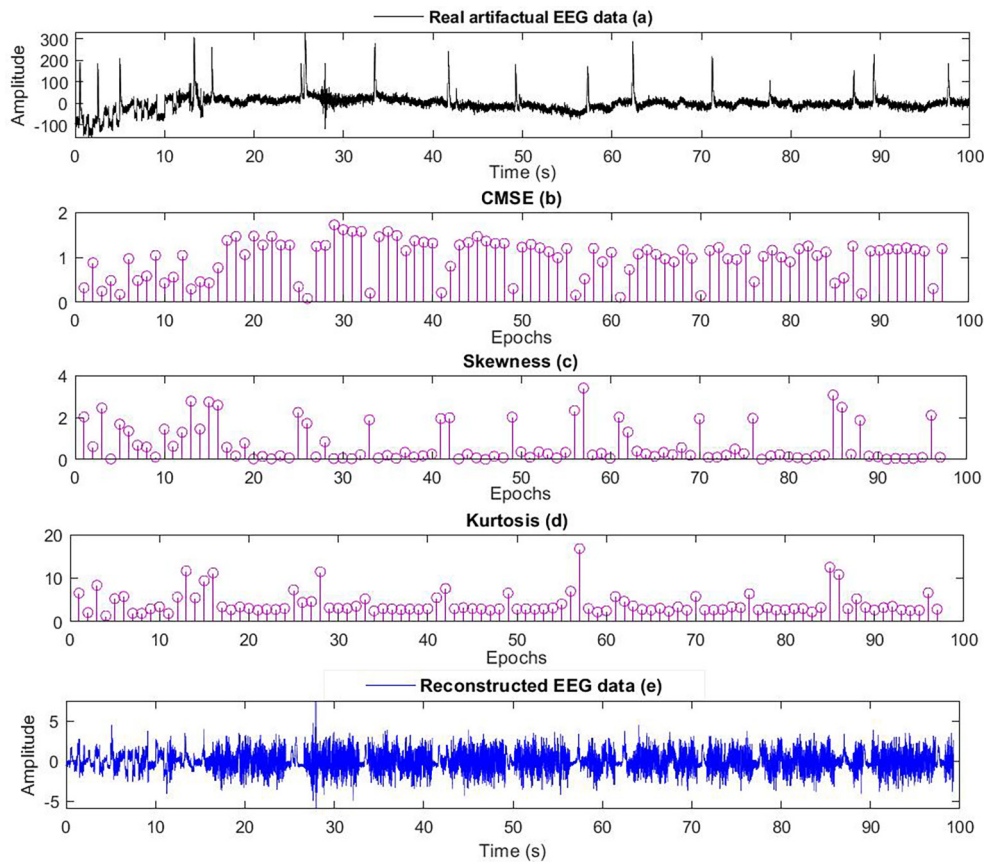 Real artifactual EEG data (a)
Amplitude
300
200
100
0
-100
0 10 20 30 40 50 60 70 80 90 100
Time (s)
CMSE (b)
2
1
0
0 10 20 30 40 50 60 70 80 90 100
Epochs
Skewness (c)
4
2
0
0 10 20 30 40 50 60 70 80 90 100
Epochs
Kurtosis (d)
20
10
0
0 10 20 30 40 50 60 70 80 90 100
Epochs
Reconstructed EEG data (e)
Amplitude
5
0
-5
0 10 20 30 40 50 60 70 80 90 100
Time (s)